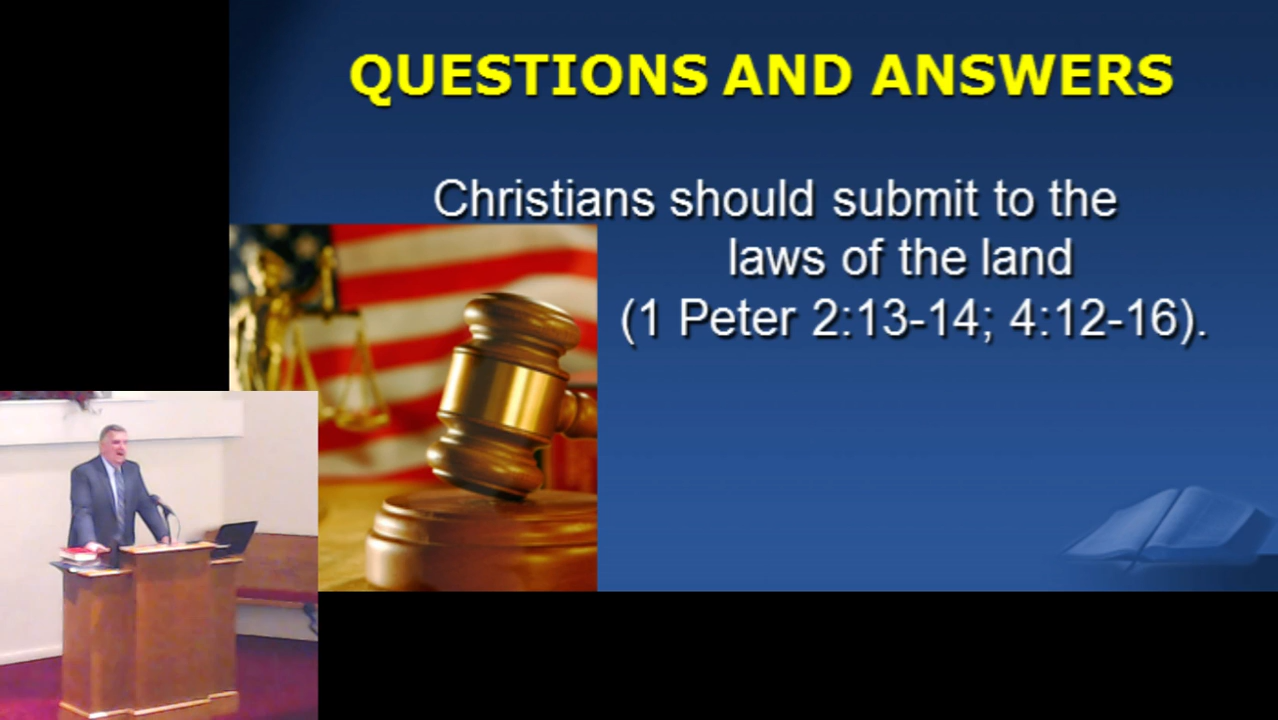 QUESTIONS AND ANSWERS
Christians should submit to the
laws of the land
(1 Peter 2:13-14; 4:12-16).